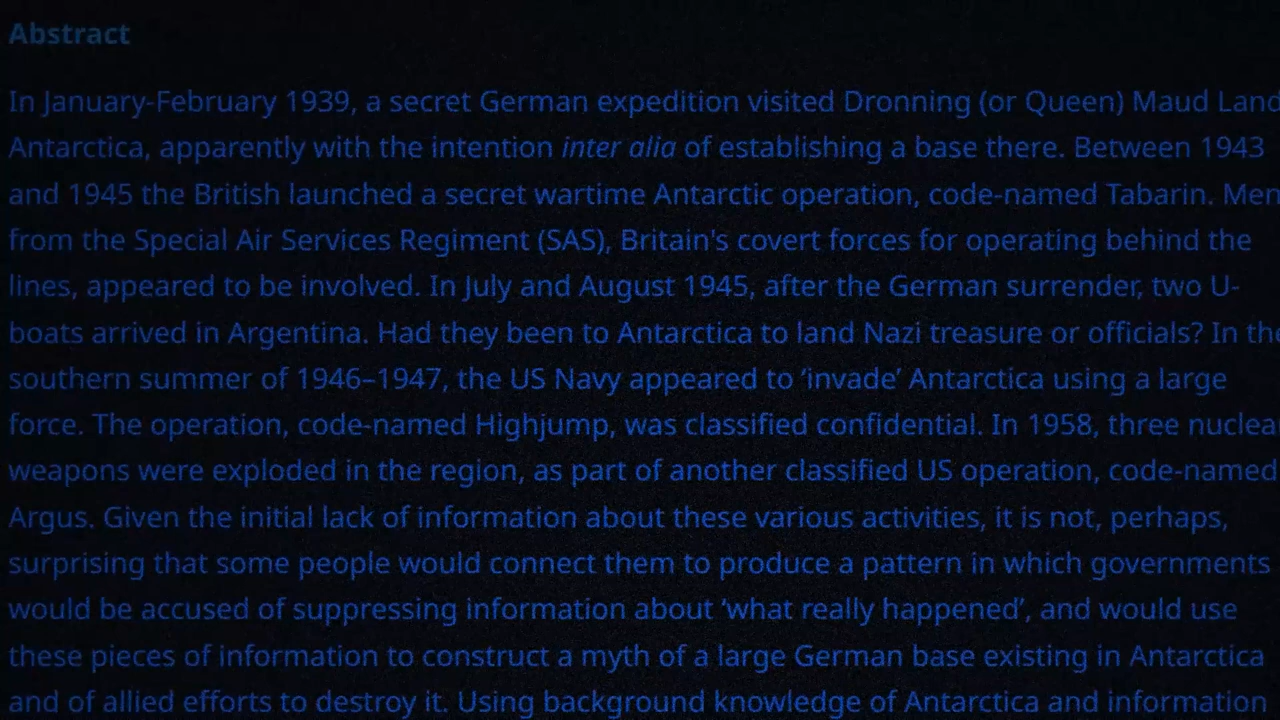 Abstract
In January-February 1939, a secret German expedition visited Dronning (or Queen) Maud Land
Antarctica, apparently with the intention inter alia of establishing a base there. Between 1943
and 1945 the British launched a secret wartime Antarctic operation, code-named Tabarin. Men
from the Special Air Services Regiment (SAS), Britain's covert forces for operating behind the
lines, appeared to be involved. In July and August 1945, after the German surrender, two U-
boats arrived in Argentina. Had they been to Antarctica to land Nazi treasure or officials? In the
southern summer of 1946–1947, the US Navy appeared to ‘invade’ Antarctica using a large
force. The operation, code-named Highjump, was classified confidential. In 1958, three nuclea
weapons were exploded in the region, as part of another classified US operation, code-named
Argus. Given the initial lack of information about these various activities, it is not, perhaps,
surprising that some people would connect them to produce a pattern in which governments
would be accused of suppressing information about ‘what really happened’, and would use
these pieces of information to construct a myth of a large German base existing in Antarctica
and of allied efforts to destroy it. Using background knowledge of Antarctica and information